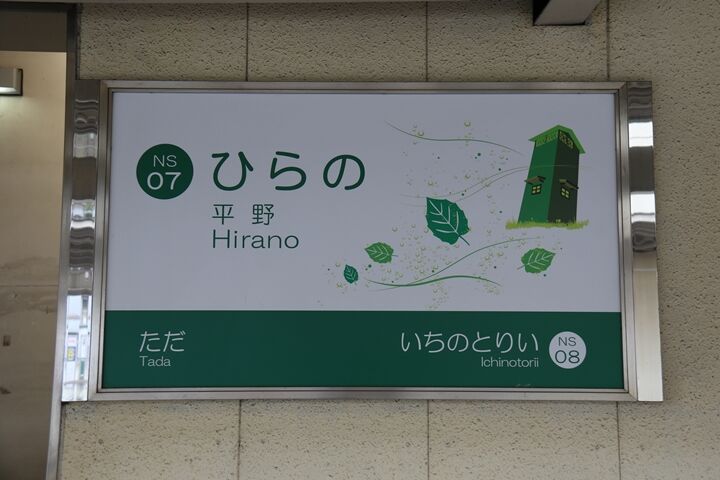 NS
07
ひらの
平野
Hirano
ただ
Tada
いちのとりい
Ichinotorii
NS
08